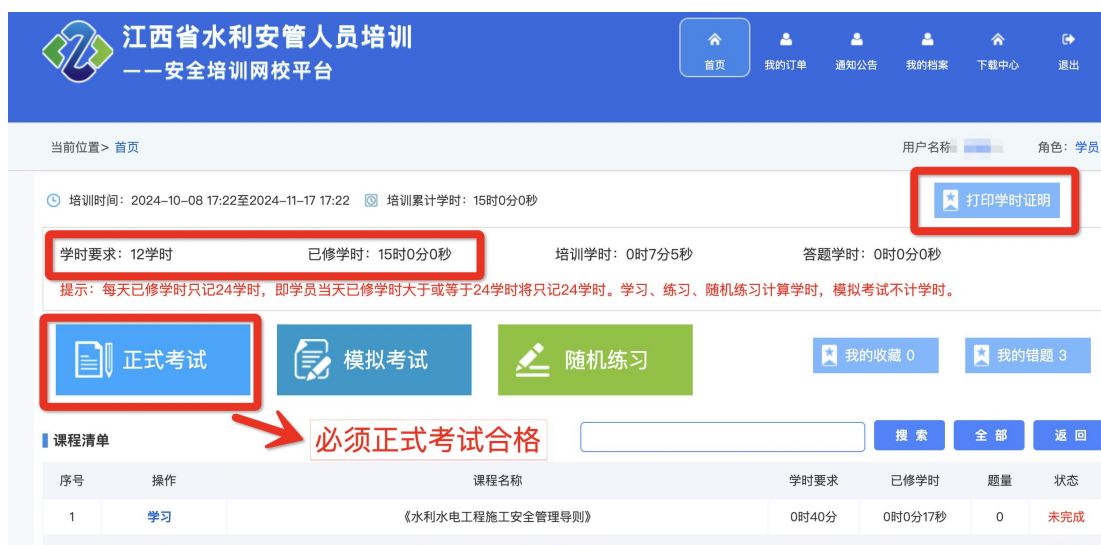 江西省水利安管人员培训
——安全培训网校平台
首页 我的订单 通知公告 我的档案 下载中心 退出
当前位置> 首页 用户名称 角色：学员
培训时间：2024-10-08 17:22至2024-11-17 17:22 培训累计学时：15时0分0秒 打印学时证明
学时要求：12学时 已修学时：15时0分0秒 培训学时：0时7分5秒 答题学时：0时0分0秒
提示：每天已修学时只记24学时，即学员当天已修学时大于或等于24学时将只记24学时。学习、练习、随机练习计算学时，模拟考试不计学时。
正式考试 模拟考试 随机练习 我的收藏 0 我的错题 3
课程清单 必须正式考试合格 搜 索 全 部 返 回
序号 操作 课程名称 学时要求 已修学时 题量 状态
1 学习 《水利水电工程施工安全管理导则》 0时40分 0时0分17秒 0 未完成